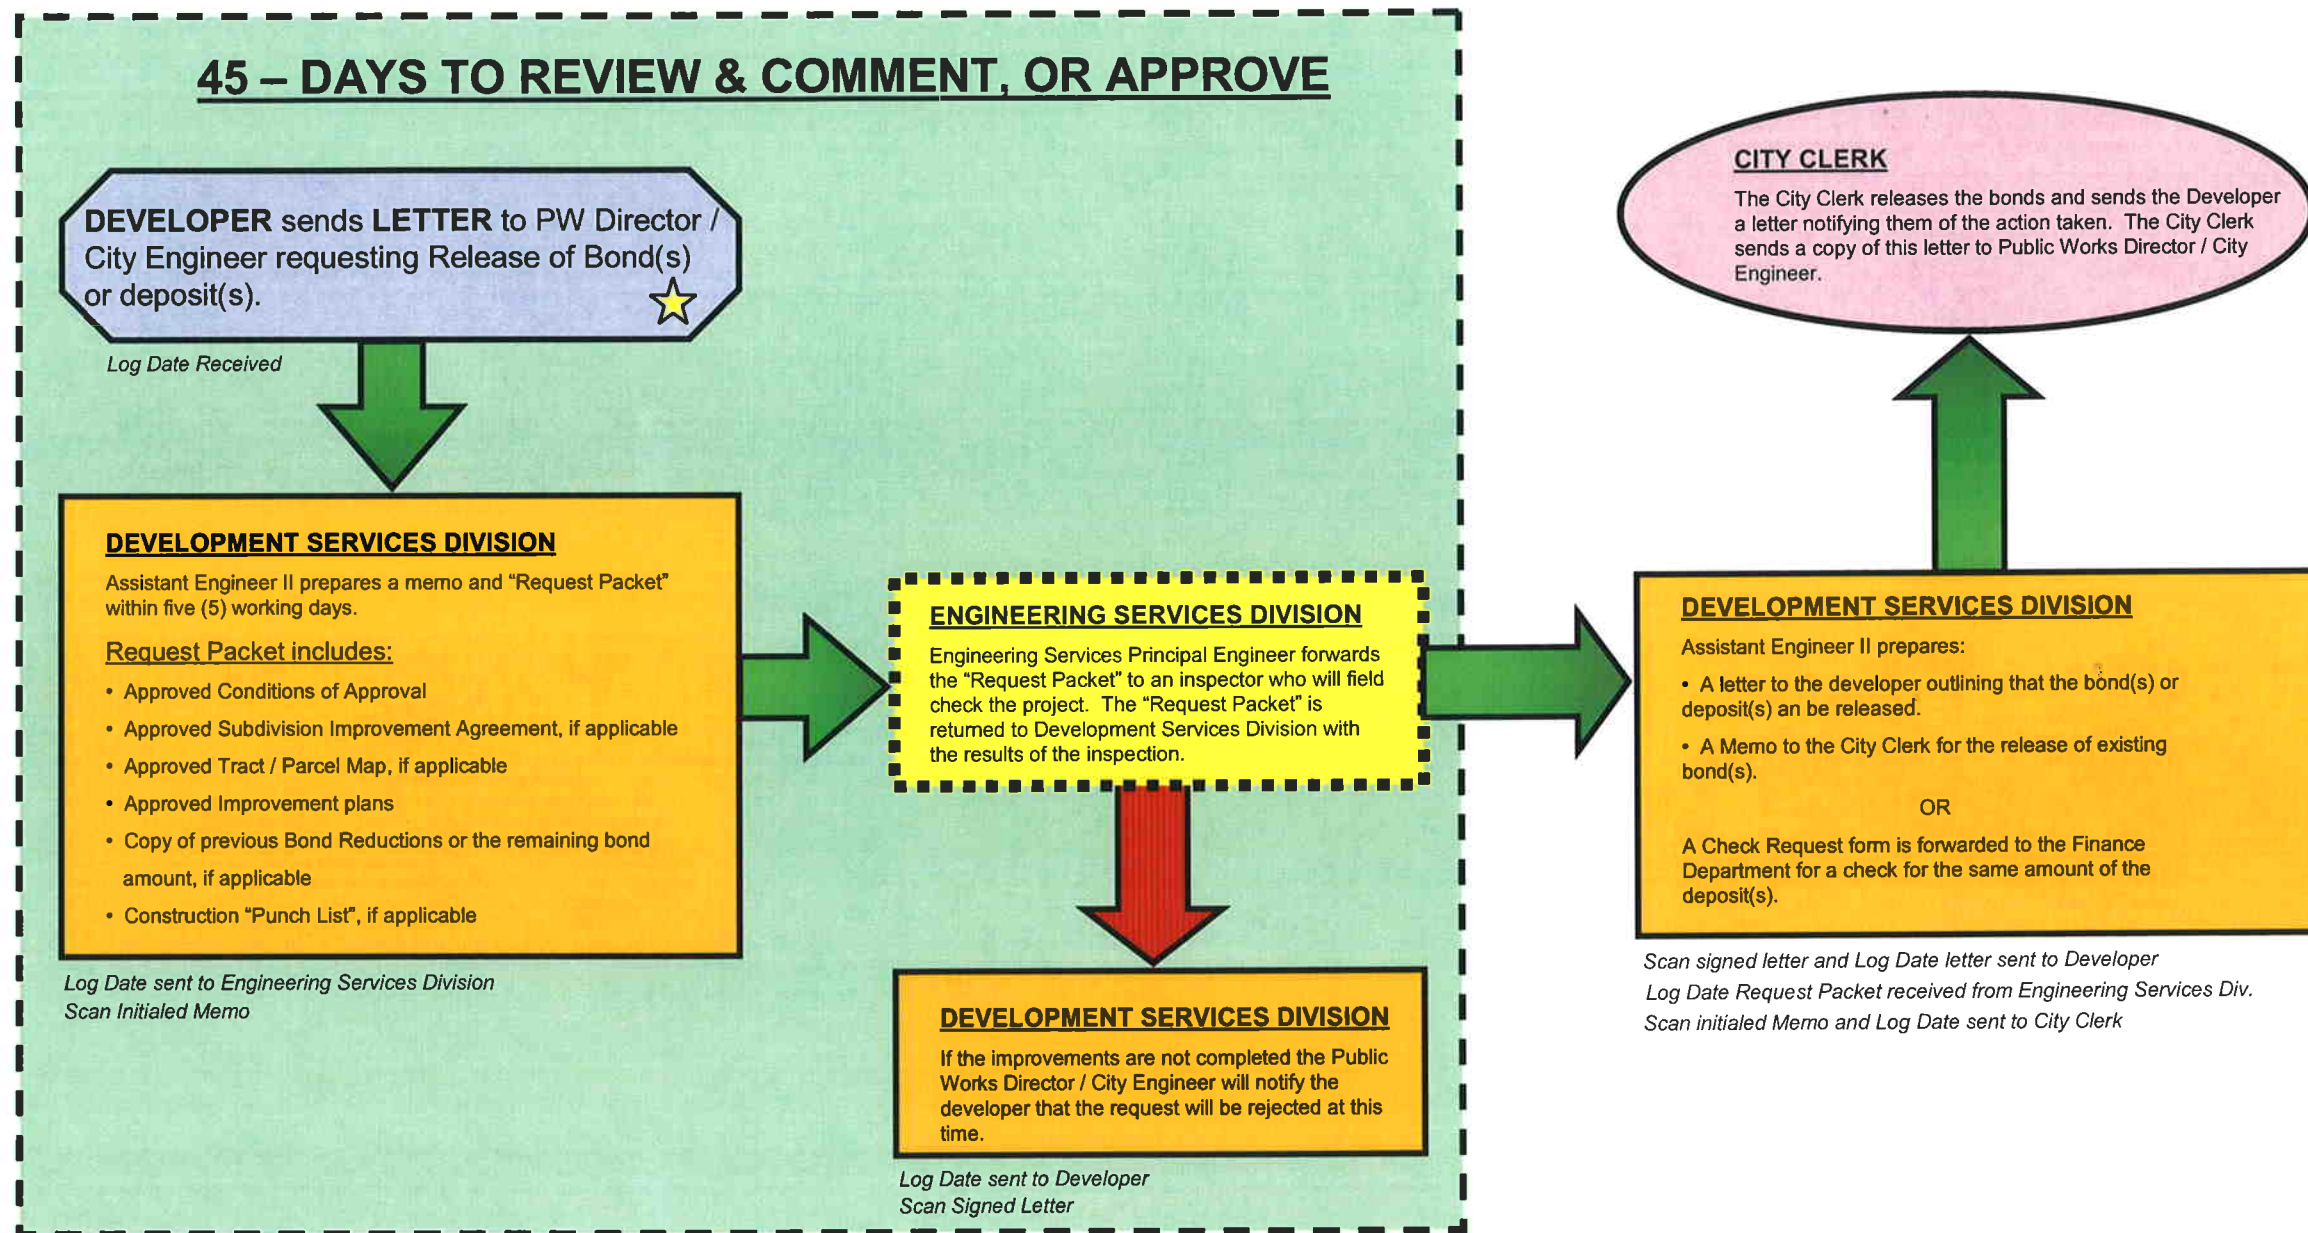 45 – DAYS TO REVIEW & COMMENT, OR APPROVE
DEVELOPER sends LETTER to PW Director /
City Engineer requesting Release of Bond(s)
or deposit(s).
Log Date Received
DEVELOPMENT SERVICES DIVISION
Assistant Engineer II prepares a memo and “Request Packet”
within five (5) working days.
Request Packet includes:
• Approved Conditions of Approval
• Approved Subdivision Improvement Agreement, if applicable
• Approved Tract / Parcel Map, if applicable
• Approved Improvement plans
• Copy of previous Bond Reductions or the remaining bond
amount, if applicable
• Construction “Punch List”, if applicable
Log Date sent to Engineering Services Division
Scan Initialed Memo
ENGINEERING SERVICES DIVISION
Engineering Services Principal Engineer forwards
the “Request Packet” to an inspector who will field
check the project. The “Request Packet” is
returned to Development Services Division with
the results of the inspection.
DEVELOPMENT SERVICES DIVISION
If the improvements are not completed the Public
Works Director / City Engineer will notify the
developer that the request will be rejected at this
time.
Log Date sent to Developer
Scan Signed Letter
CITY CLERK
The City Clerk releases the bonds and sends the Developer
a letter notifying them of the action taken. The City Clerk
sends a copy of this letter to Public Works Director / City
Engineer.
DEVELOPMENT SERVICES DIVISION
Assistant Engineer II prepares:
• A letter to the developer outlining that the bond(s) or
deposit(s) an be released.
• A Memo to the City Clerk for the release of existing
bond(s).
OR
A Check Request form is forwarded to the Finance
Department for a check for the same amount of the
deposit(s).
Scan signed letter and Log Date letter sent to Developer
Log Date Request Packet received from Engineering Services Div.
Scan initialed Memo and Log Date sent to City Clerk